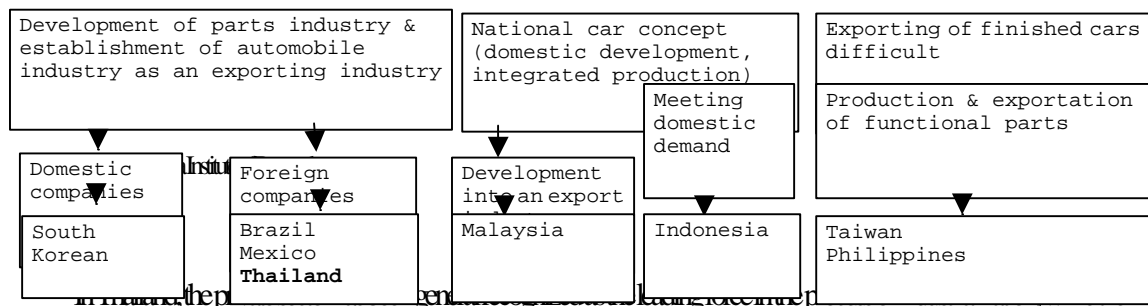 Development of parts industry &
establishment of automobile
industry as an exporting industry
National car concept
(domestic development,
integrated production)
Exporting of finished cars
difficult
Meeting
domestic
demand
Production & exportation
of functional parts
Domestic
companies
Foreign
companies
Development
into an export
South
Korean
Brazil
Mexico
Thailand
Malaysia
Indonesia
Taiwan
Philippines